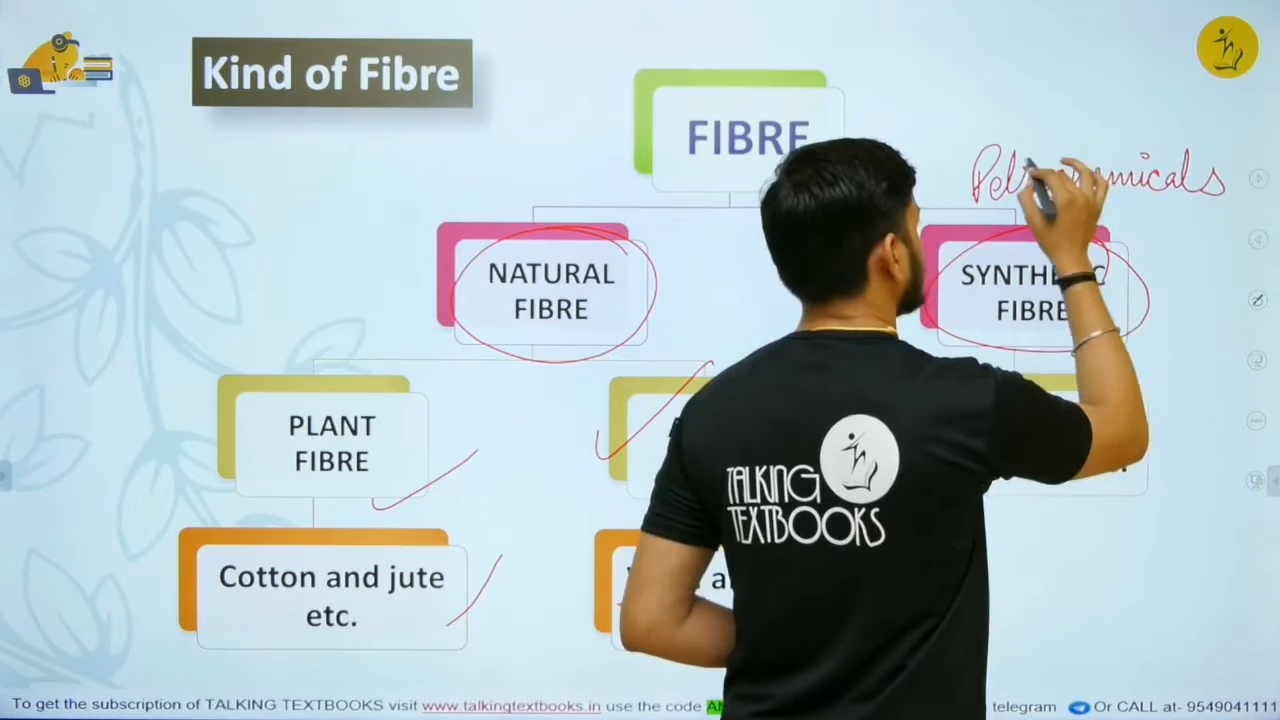 Kind of Fibre
FIBRE
NATURAL
FIBRE
FIBRE
PLANT
FIBRE
Cotton and jute
etc.
TALKING
TEXTBOOKS
To get the subscription of TALKING TEXTBOOKS visit www.talkingtextbooks.in use the code
telegram Or CALL at- 9549041111